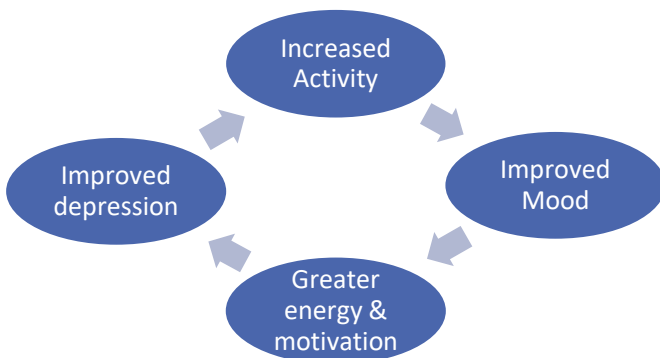 Increased
Activity
Improved
Mood
Greater
energy &
motivation
Improved
depression